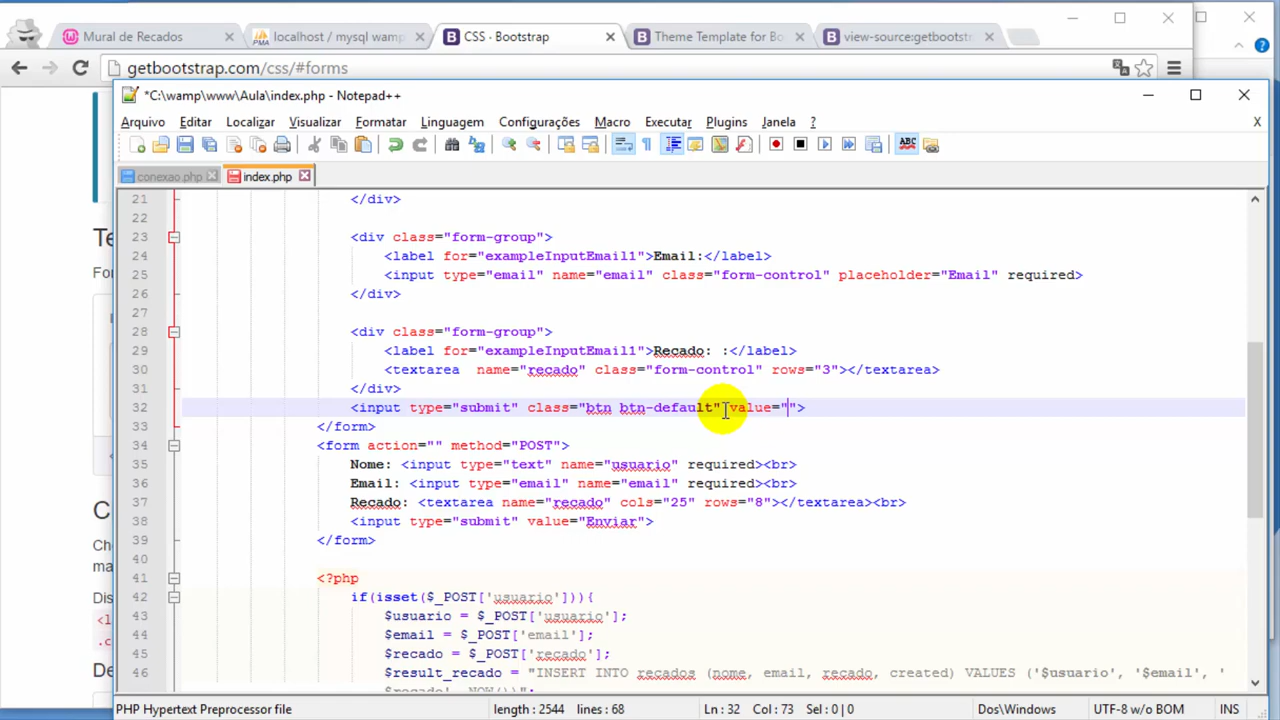 Mural de Recados
localhost / mysql wamp
CSS · Bootstrap
Theme Template for Bo
view-source:getbootstr
getbootstrap.com/css/#forms
*C:\wamp\www\Aula\index.php - Notepad++
Arquivo Editar Localizar Visualizar Formatar Linguagem Configurações Macro Executar Plugins Janela ? X
conexao.php index.php
21 </div>
22
23 <div class="form-group">
24 <label for="exampleInputEmail1">Email:</label>
25 <input type="email" name="email" class="form-control" placeholder="Email" required>
26 </div>
27
28 <div class="form-group">
29 <label for="exampleInputEmail1">Recado: :</label>
30 <textarea  name="recado" class="form-control" rows="3"></textarea>
31 </div>
32 <input type="submit" class="btn btn-default" value="">
33 </form>
34 <form action="" method="POST">
35 Nome: <input type="text" name="usuario" required><br>
36 Email: <input type="email" name="email" required><br>
37 Recado: <textarea name="recado" cols="25" rows="8"></textarea><br>
38 <input type="submit" value="Enviar">
39 </form>
40
41 <?php
42 if(isset($_POST['usuario'])){
43 $usuario = $_POST['usuario'];
44 $email = $_POST['email'];
45 $recado = $_POST['recado'];
46 $result_recado = "INSERT INTO recados (nome, email, recado, created) VALUES ('$usuario', '$email', '
$recado', NOW())";
PHP Hypertext Preprocessor file length : 2544 lines : 68 Ln : 32 Col : 73 Sel : 0 | 0 Dos\Windows UTF-8 w/o BOM INS